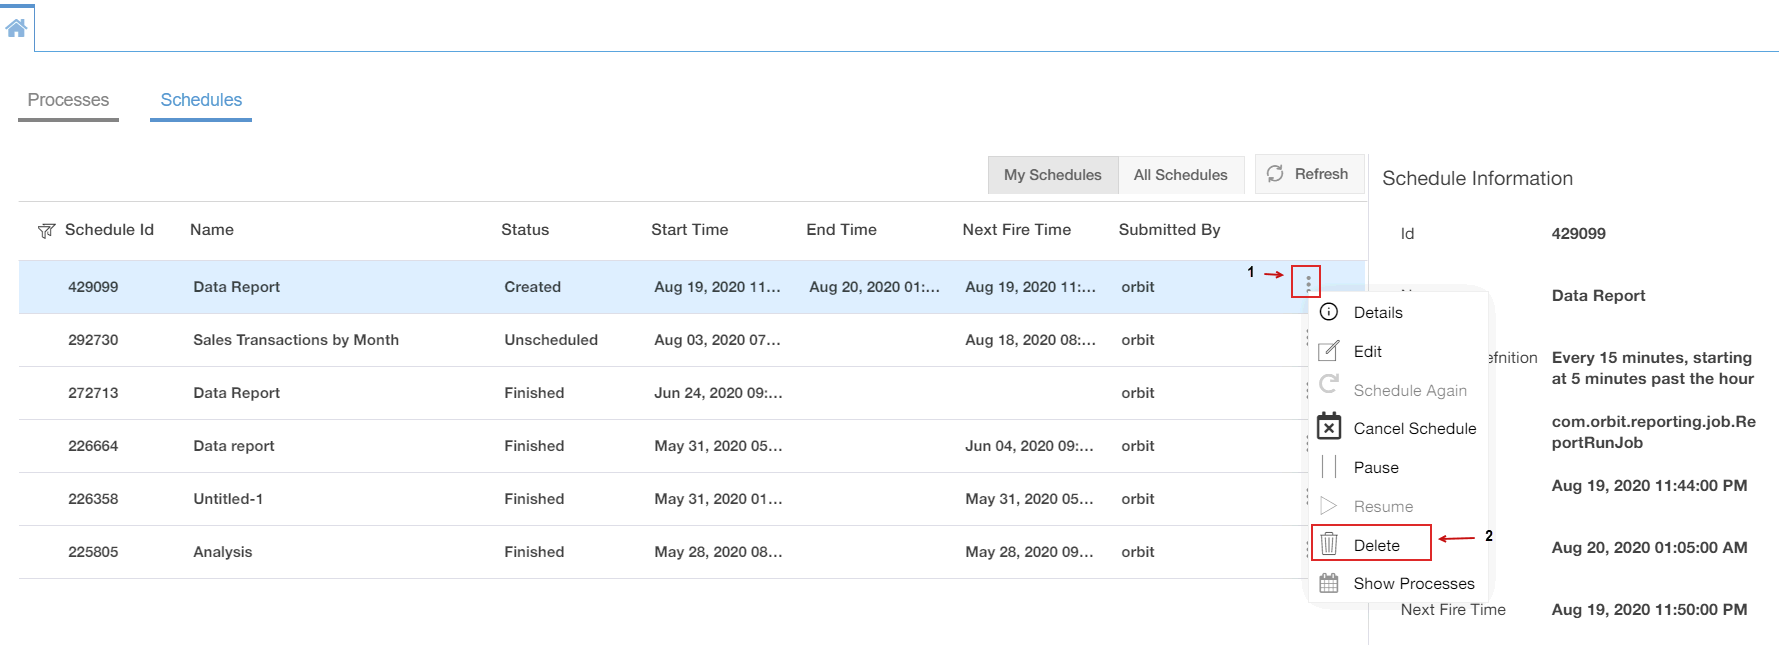 Processes
Schedules
My Schedules
All Schedules
Refresh
Schedule Id
Name
Status
Start Time
End Time
Next Fire Time
Submitted By
429099
Data Report
Created
Aug 19, 2020 11...
Aug 20, 2020 01:...
Aug 19, 2020 11:...
orbit
1
292730
Sales Transactions by Month
Unscheduled
Aug 03, 2020 07...
Aug 18, 2020 08:...
orbit
272713
Data Report
Finished
Jun 24, 2020 09:...
orbit
226664
Data report
Finished
May 31, 2020 05...
Jun 04, 2020 09:...
orbit
226358
Untitled-1
Finished
May 31, 2020 01...
May 31, 2020 05...
orbit
225805
Analysis
Finished
May 28, 2020 08...
May 28, 2020 09...
orbit
Details
Edit
Schedule Again
Cancel Schedule
Pause
Resume
Delete
2
Show Processes
Schedule Information
Id
429099
Data Report
efnition
Every 15 minutes, starting
at 5 minutes past the hour
com.orbit.reporting.job.Re
portRunJob
Aug 19, 2020 11:44:00 PM
Aug 20, 2020 01:05:00 AM
Next Fire Time
Aug 19, 2020 11:50:00 PM